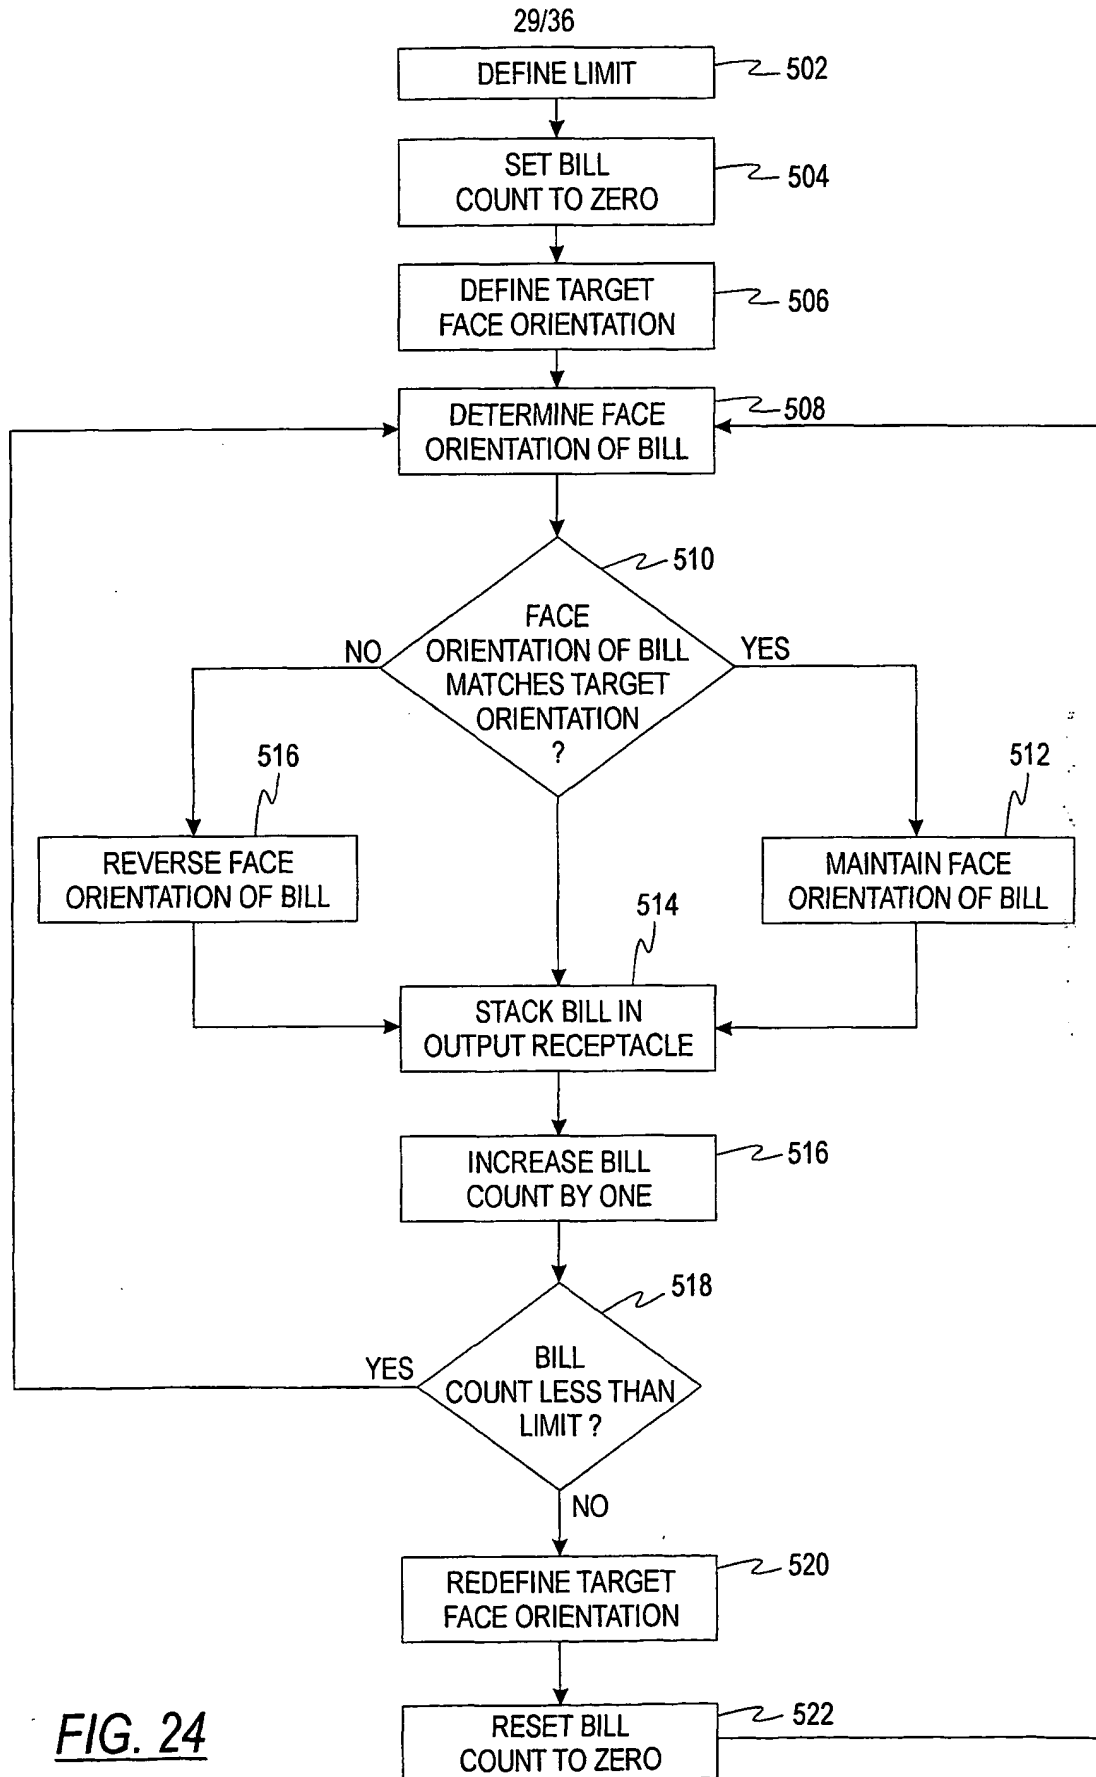 29/36
DEFINE LIMIT
502
SET BILL
COUNT TO ZERO
504
DEFINE TARGET
FACE ORIENTATION
506
DETERMINE FACE
ORIENTATION OF BILL
508
510
FACE
ORIENTATION OF BILL
MATCHES TARGET
ORIENTATION
?
NO
YES
516
REVERSE FACE
ORIENTATION OF BILL
512
MAINTAIN FACE
ORIENTATION OF BILL
514
STACK BILL IN
OUTPUT RECEPTACLE
INCREASE BILL
COUNT BY ONE
516
518
BILL
COUNT LESS THAN
LIMIT ?
YES
NO
REDEFINE TARGET
FACE ORIENTATION
520
RESET BILL
COUNT TO ZERO
522
FIG. 24